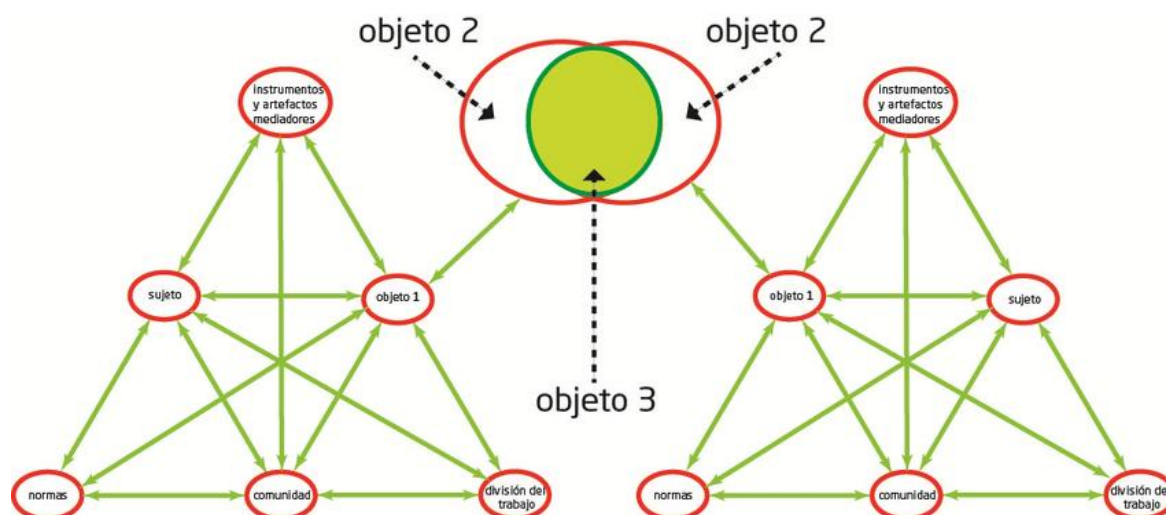 objeto 2
objeto 2
instrumentos
y artefactos
mediadores
instrumentos
y artefactos
mediadores
sujeto
objeto 1
objeto 1
sujeto
objeto 3
normas
comunidad
división del
trabajo
normas
comunidad
división del
trabajo